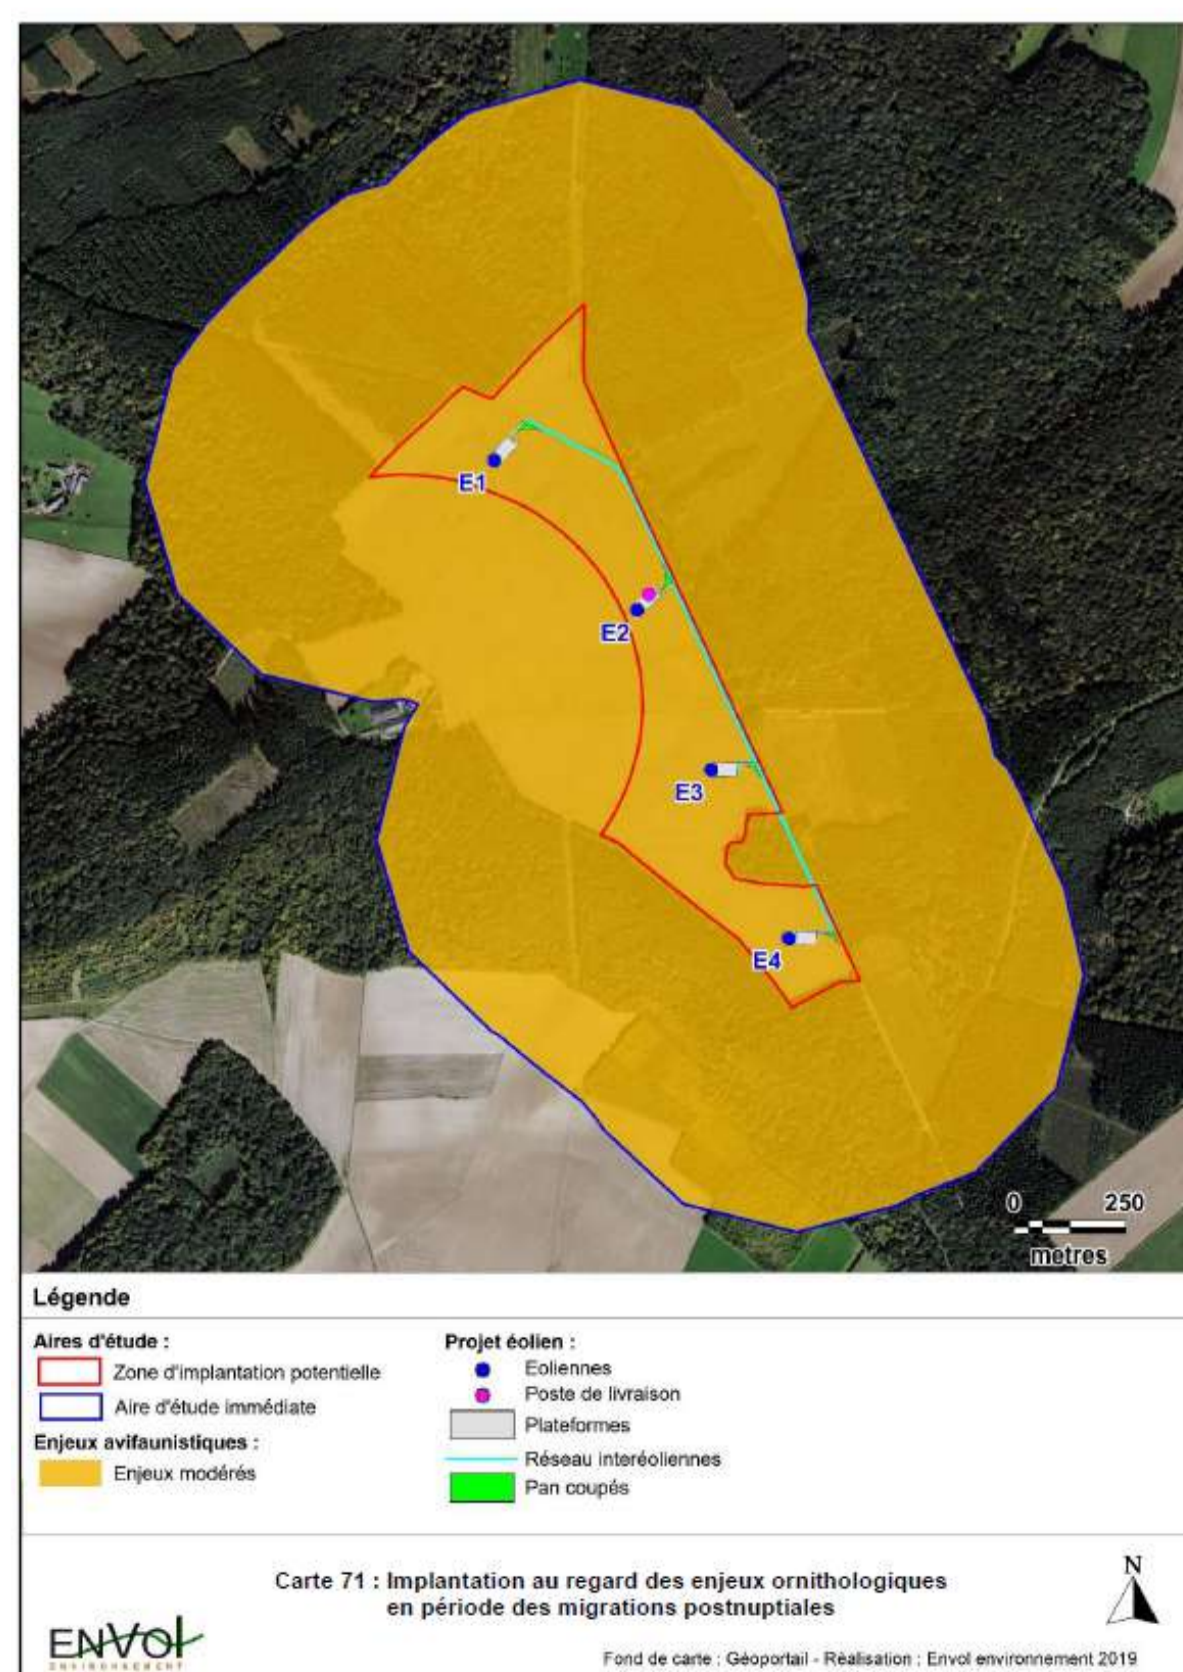 E1
E2
E3
E4
0 250
metres
Légende
Aires d'étude :
Zone d'implantation potentielle
Aire d'étude immédiate
Enjeux avifaunistiques :
Enjeux modérés
Projet éolien :
Eoliennes
Poste de livraison
Plateformes
Réseau interéoliennes
Pan coupés
Carte 71 : Implantation au regard des enjeux ornithologiques
en période des migrations postnuptiales
N
ENVOL
ENVIRONNEMENT
Fond de carte : Géoportail - Réalisation : Envol environnement 2019